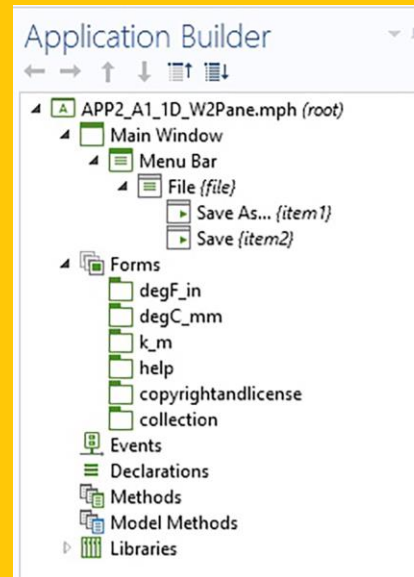 Application Builder
APP2_A1_1D_W2Pane.mph (root)
Main Window
Menu Bar
File {file}
Save As... {item1}
Save {item2}
Forms
degF_in
degC_mm
k_m
help
copyrightandlicense
collection
Events
Declarations
Methods
Model Methods
Libraries